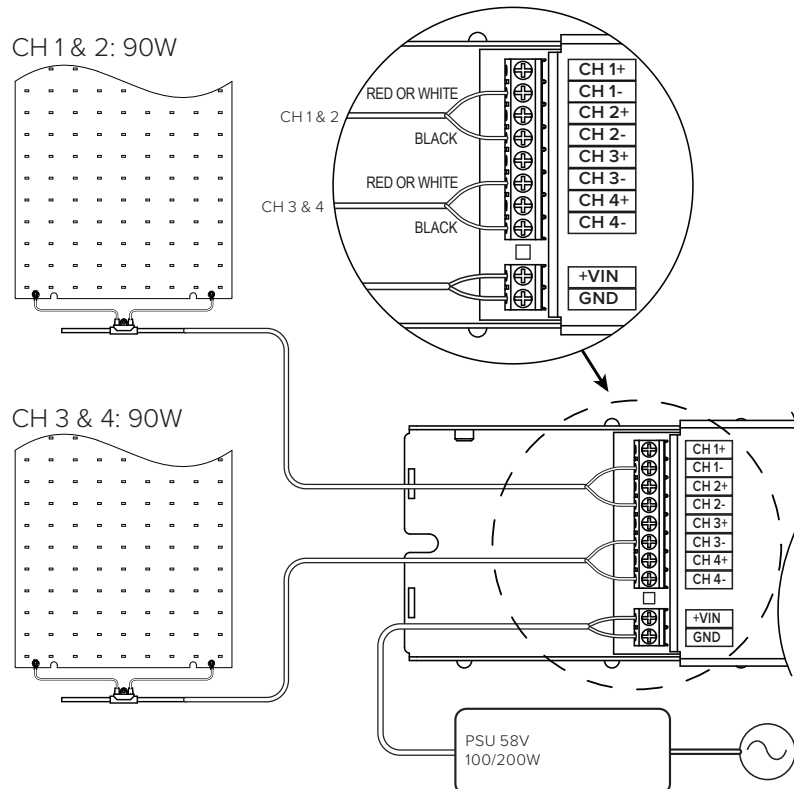 CH 1 & 2: 90W
RED OR WHITE
CH 1 & 2
BLACK
RED OR WHITE
CH 3 & 4
BLACK
CH 1+
CH 1-
CH 2+
CH 2-
CH 3+
CH 3-
CH 4+
CH 4-
+VIN
GND
CH 3 & 4: 90W
CH 1+
CH 1-
CH 2+
CH 2-
CH 3+
CH 3-
CH 4+
CH 4-
+VIN
GND
PSU 58V
100/200W